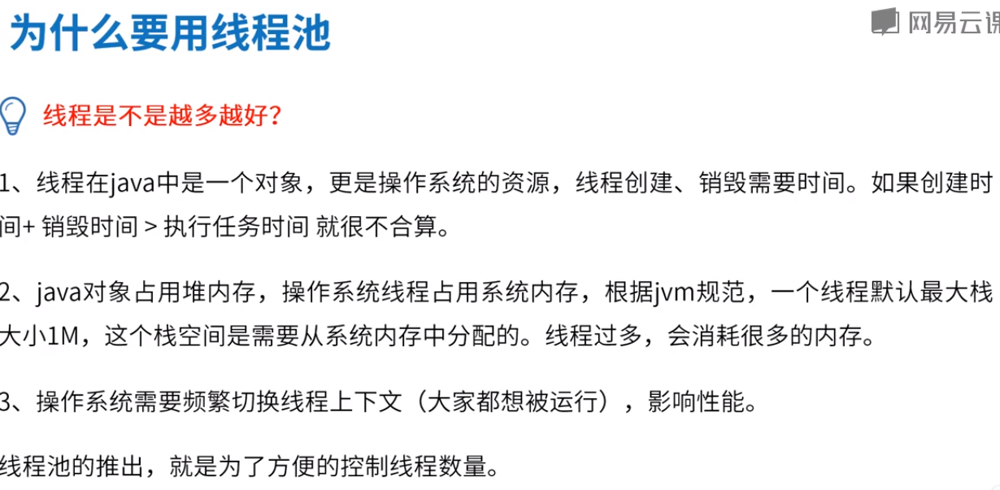 为什么要用线程池
网易云课
线程是不是越多越好？
1、线程在java中是一个对象，更是操作系统的资源，线程创建、销毁需要时间。如果创建时
间+ 销毁时间 > 执行任务时间 就很不合算。
2、java对象占用堆内存，操作系统线程占用系统内存，根据jvm规范，一个线程默认最大栈
大小1M，这个栈空间是需要从系统内存中分配的。线程过多，会消耗很多的内存。
3、操作系统需要频繁切换线程上下文（大家都想被运行），影响性能。
线程池的推出，就是为了方便的控制线程数量。